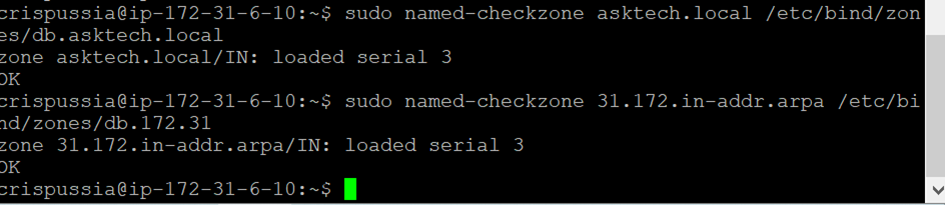 crispussia@ip-172-31-6-10:~$ sudo named-checkzone asktech.local /etc/bind/zon
es/db.asktech.local
zone asktech.local/IN: loaded serial 3
OK
crispussia@ip-172-31-6-10:~$ sudo named-checkzone 31.172.in-addr.arpa /etc/bi
nd/zones/db.172.31
zone 31.172.in-addr.arpa/IN: loaded serial 3
OK
crispussia@ip-172-31-6-10:~$